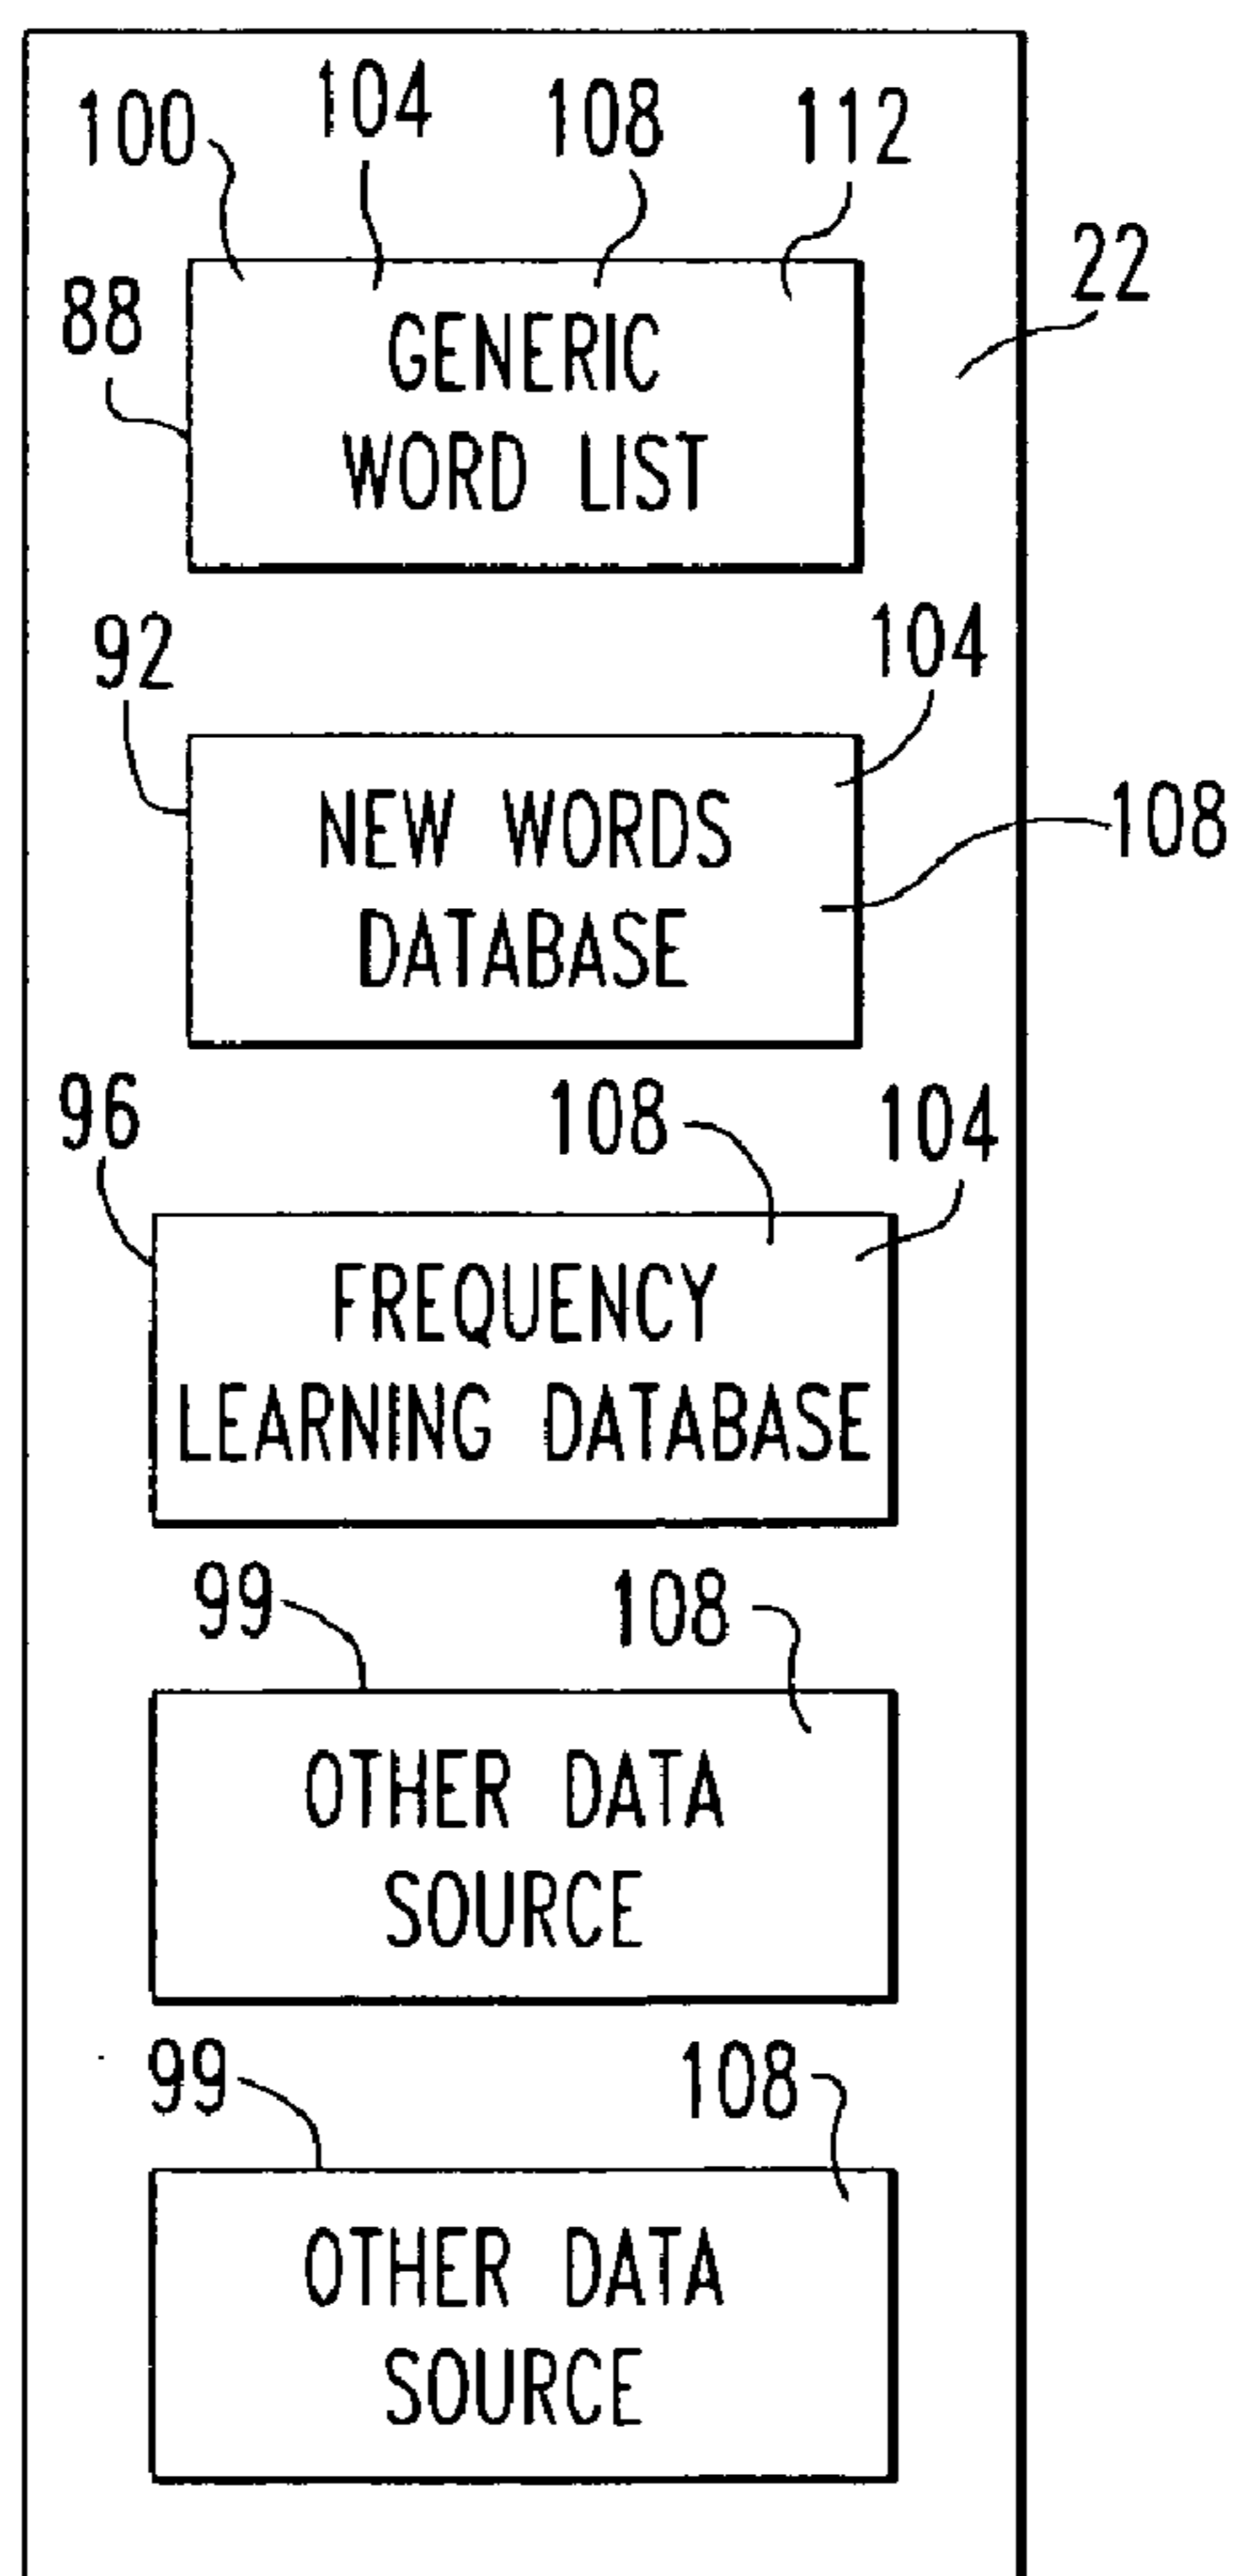 100 104 108 112
88 22
GENERIC
WORD LIST
92 104
108
NEW WORDS
DATABASE
96 108 104
FREQUENCY
LEARNING DATABASE
99 108
OTHER DATA
SOURCE
99 108
OTHER DATA
SOURCE